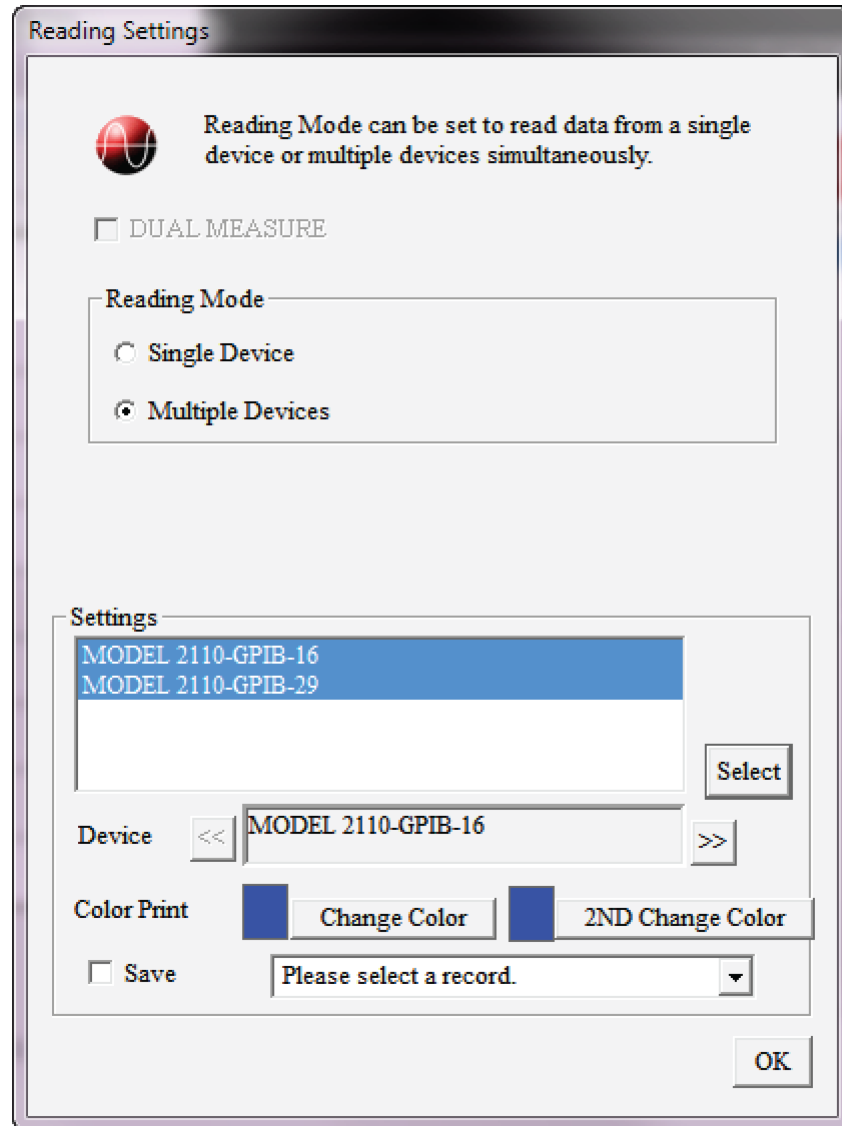 Reading Settings
Reading Mode can be set to read data from a single
device or multiple devices simultaneously.
DUAL MEASURE
Reading Mode
Single Device
Multiple Devices
Settings
MODEL 2110-GPIB-16
MODEL 2110-GPIB-29
Select
Device << MODEL 2110-GPIB-16 >>
Color Print Change Color 2ND Change Color
Save Please select a record.
OK